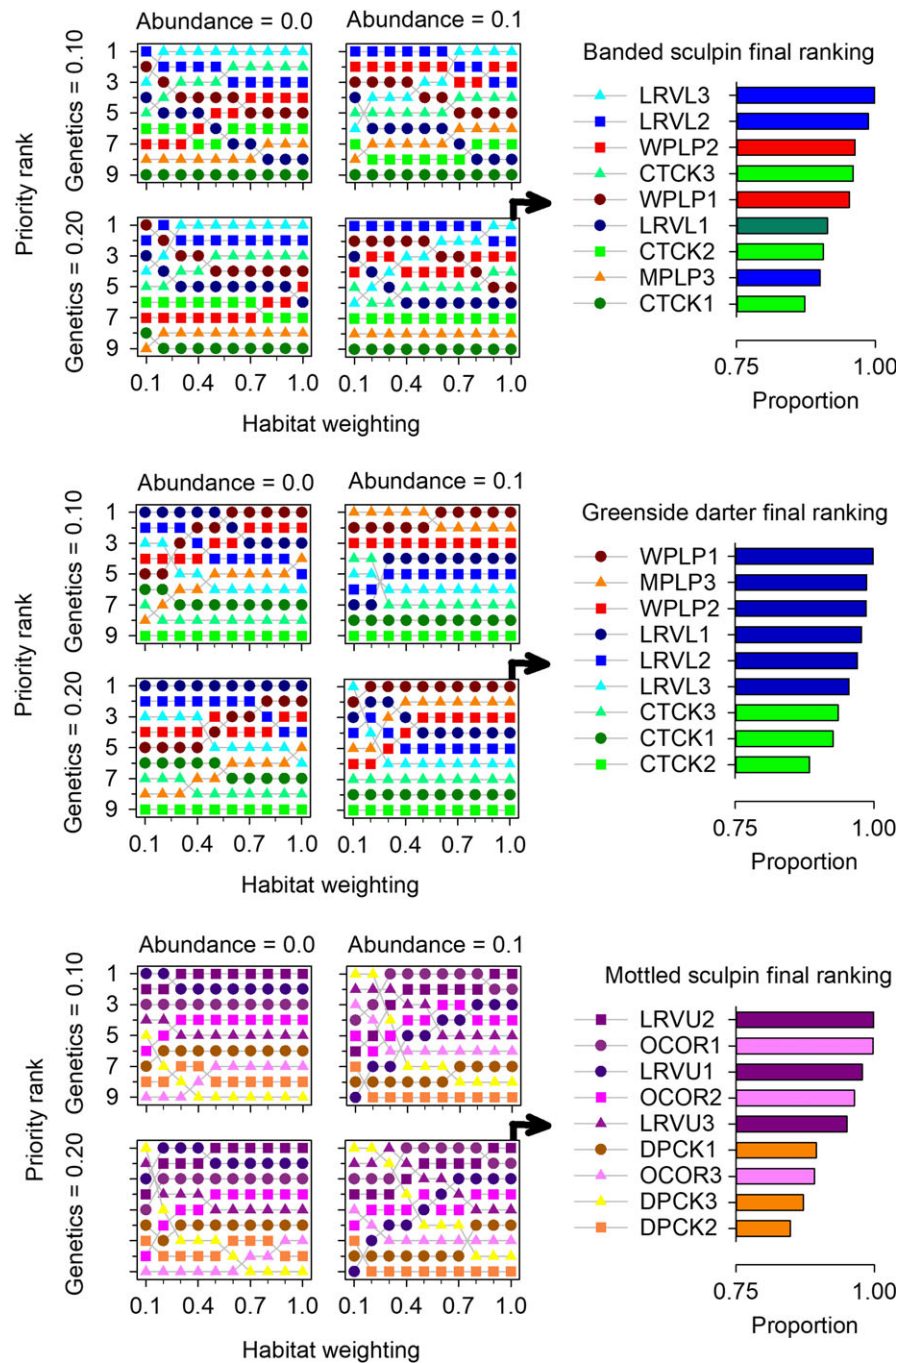 Abundance = 0.0
Abundance = 0.1
Priority rank
Genetics = 0.10
1
3
5
7
9
Genetics = 0.20
1
3
5
7
9
0.1 0.4 0.7 1.0
0.1 0.4 0.7 1.0
Habitat weighting
Banded sculpin final ranking
LRVL3
LRVL2
WPLP2
CTCK3
WPLP1
LRVL1
CTCK2
MPLP3
CTCK1
0.75 1.00
Proportion
Abundance = 0.0
Abundance = 0.1
Priority rank
Genetics = 0.10
1
3
5
7
9
Genetics = 0.20
1
3
5
7
9
0.1 0.4 0.7 1.0
0.1 0.4 0.7 1.0
Habitat weighting
Greenside darter final ranking
WPLP1
MPLP3
WPLP2
LRVL1
LRVL2
LRVL3
CTCK3
CTCK1
CTCK2
0.75 1.00
Proportion
Abundance = 0.0
Abundance = 0.1
Priority rank
Genetics = 0.10
1
3
5
7
9
Genetics = 0.20
0.1 0.4 0.7 1.0
0.1 0.4 0.7 1.0
Habitat weighting
Mottled sculpin final ranking
LRVU2
OCOR1
LRVU1
OCOR2
LRVU3
DPCK1
OCOR3
DPCK3
DPCK2
0.75 1.00
Proportion